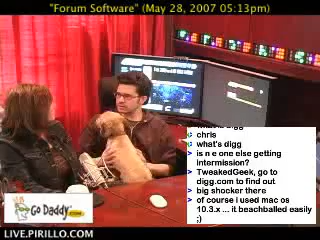 "Forum Software" (May 28, 2007 05:13pm)
chris
what's digg
is n e one else getting
Intermission?
TweakedGeek, go to
digg.com to find out
big shocker there
of course i used mac os
10.3.x ... it beachballed easily
;)
Go Daddy.com
LIVE.PIRILLO.COM